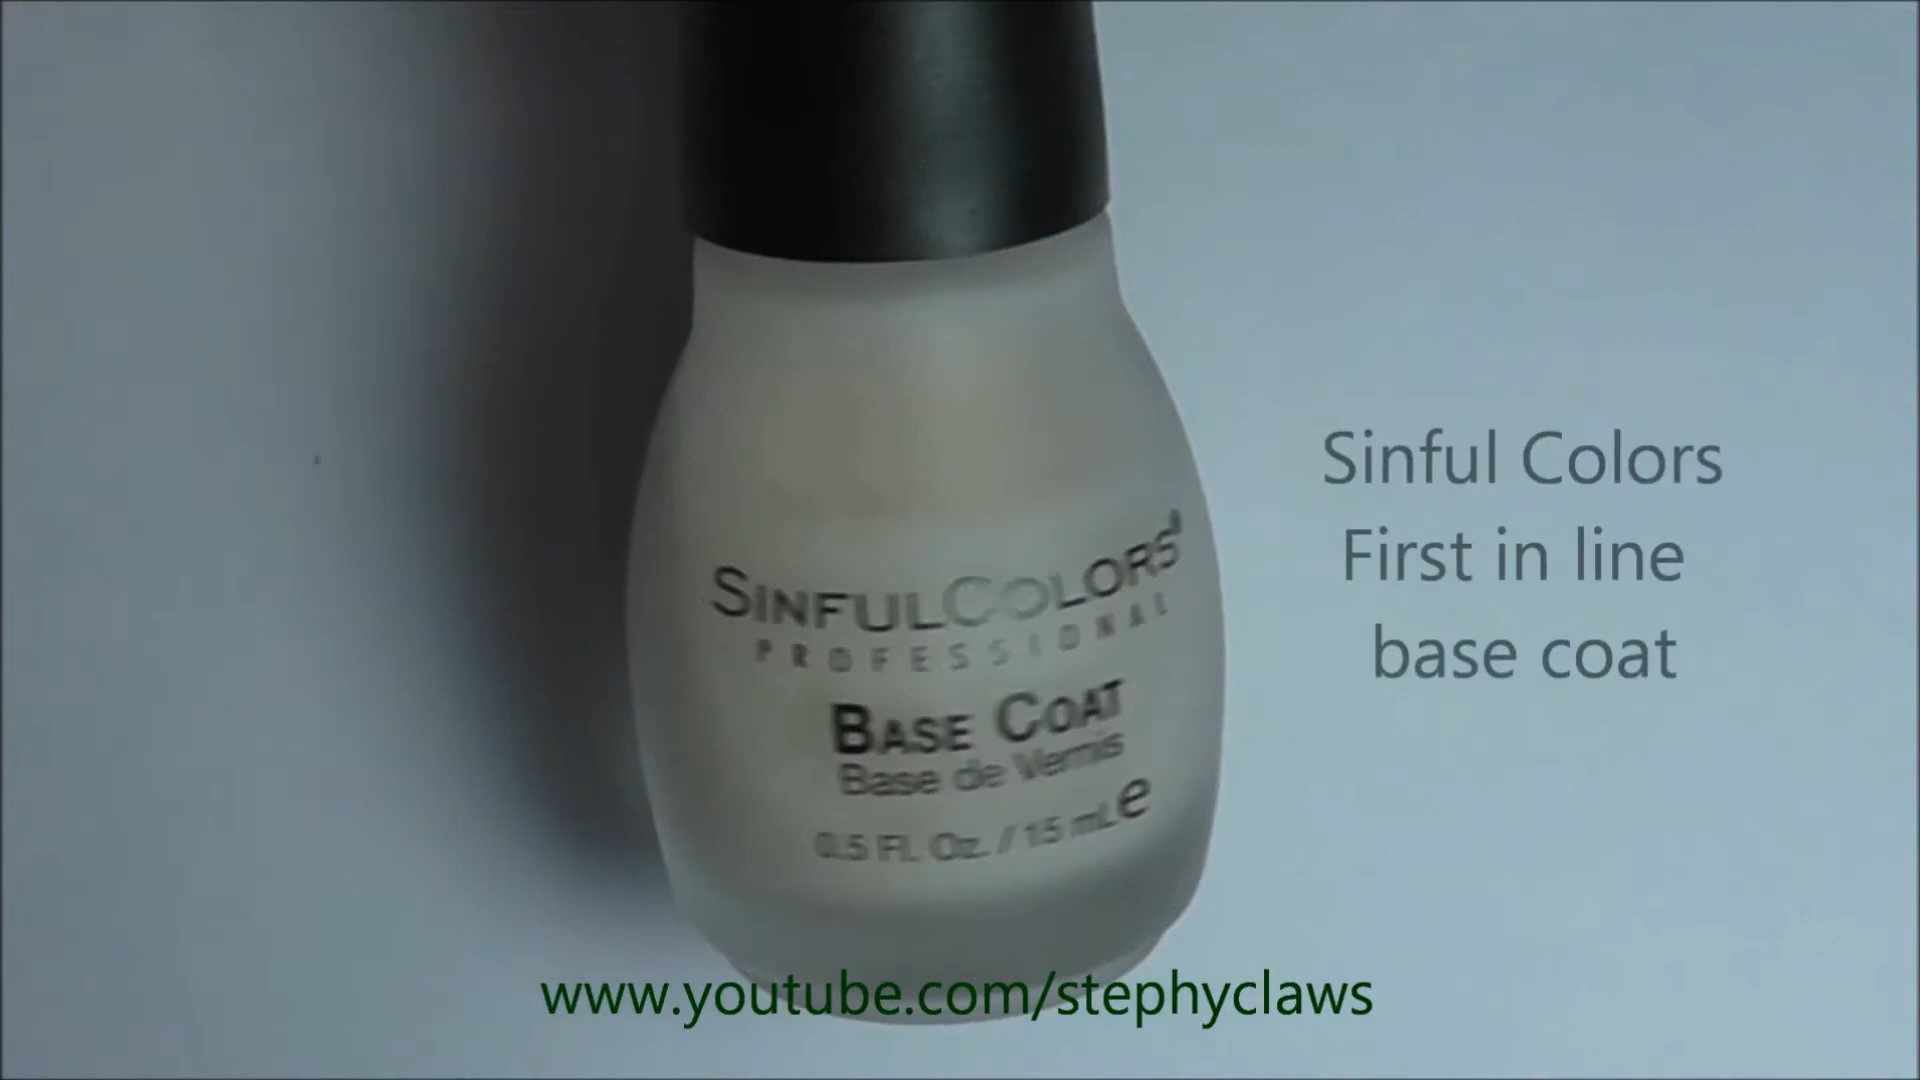 SINFULCOLORS®
PROFESSIONAL
BASE COAT
Base de Vernis
0.5 Fl. Oz. / 15 mL e
Sinful Colors
First in line
base coat
www.youtube.com/stephyclaws